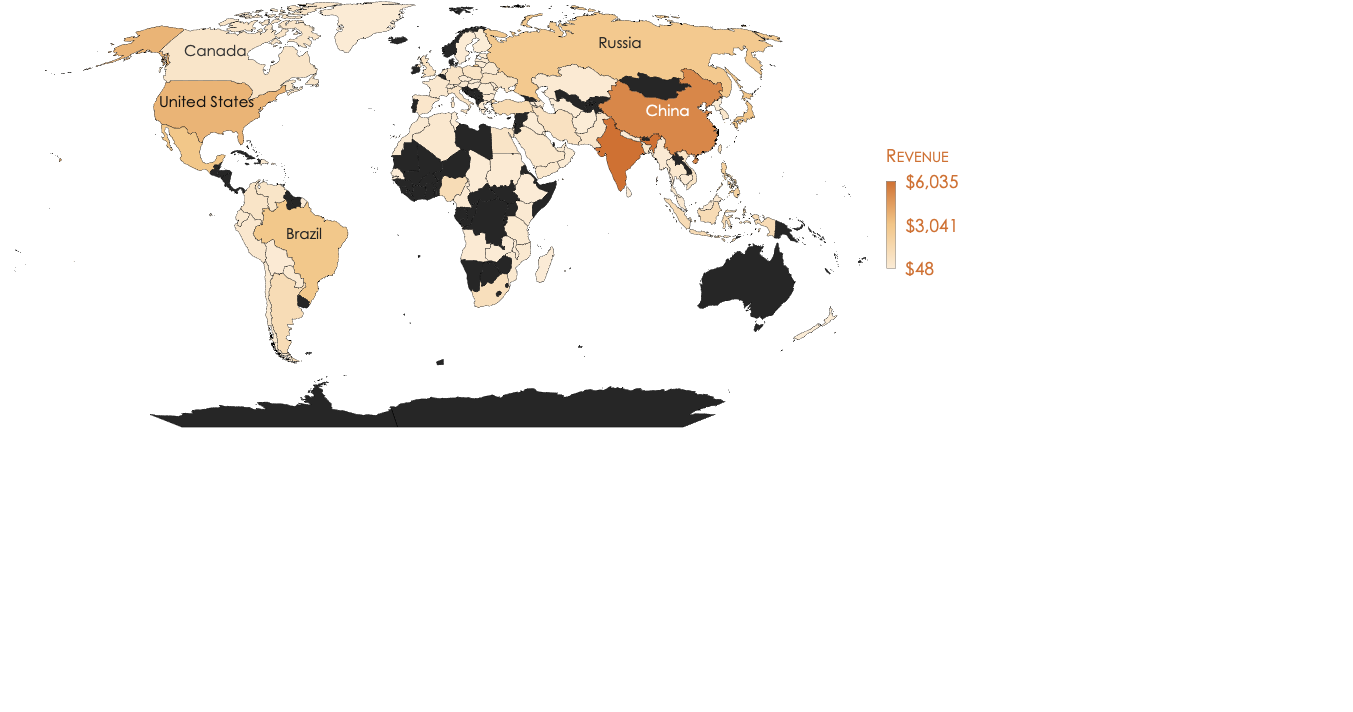 Canada
Russia
United States
China
Brazil
REVENUE
$6,035
$3,041
$48